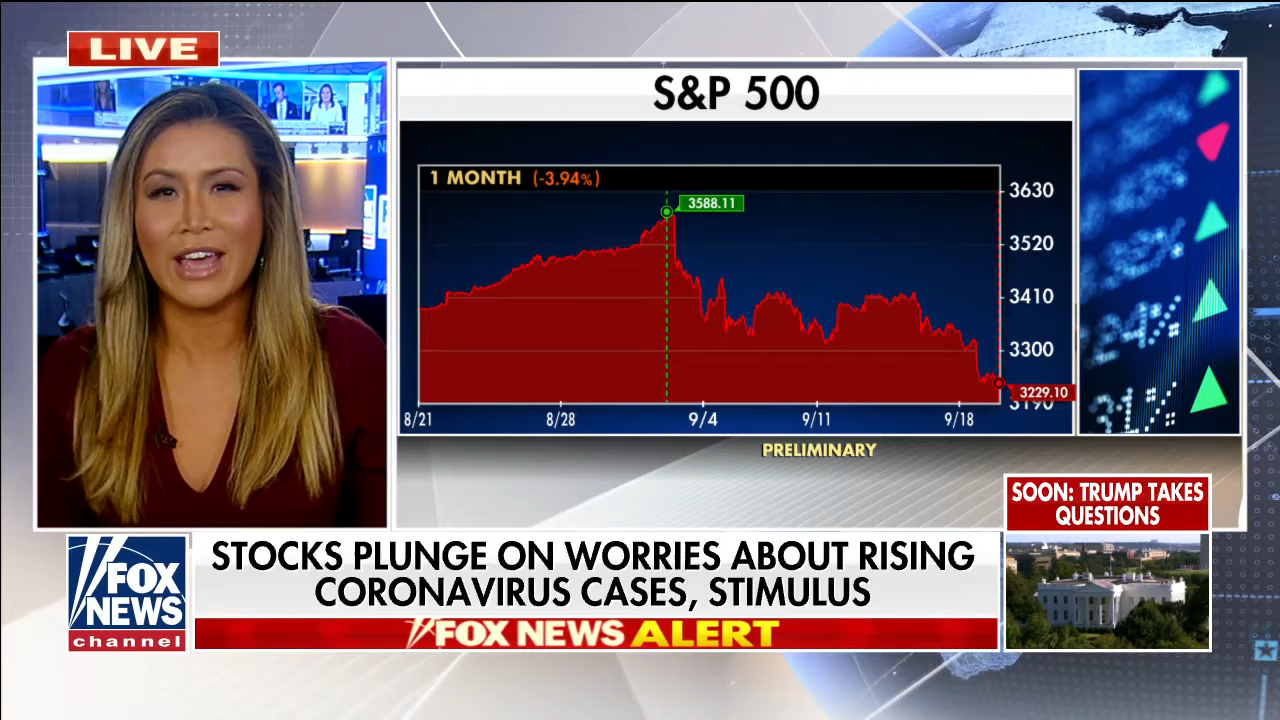 LIVE
S&P 500
1 MONTH (-3.94%)
3588.11
3630
3520
3410
3300
3229.10
3190
8/21
8/28
9/4
9/11
9/18
PRELIMINARY
SOON: TRUMP TAKES
QUESTIONS
STOCKS PLUNGE ON WORRIES ABOUT RISING
CORONAVIRUS CASES, STIMULUS
FOX
NEWS
channel
FOX NEWS ALERT